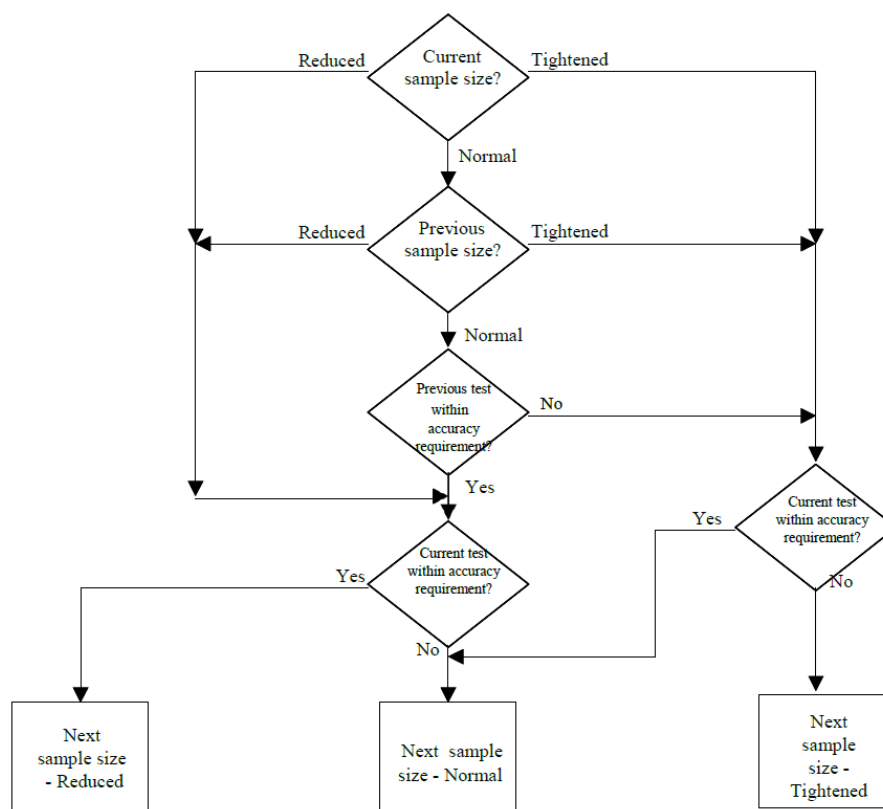 Reduced
Current
sample size?
Tightened
Normal
Reduced
Previous
sample size?
Tightened
Normal
Previous test
within
accuracy
requirement?
No
Yes
Current test
within accuracy
requirement?
Yes
No
Current test
within accuracy
requirement?
Yes
No
Next
sample size
- Reduced
Next sample
size - Normal
Next
sample
size -
Tightened